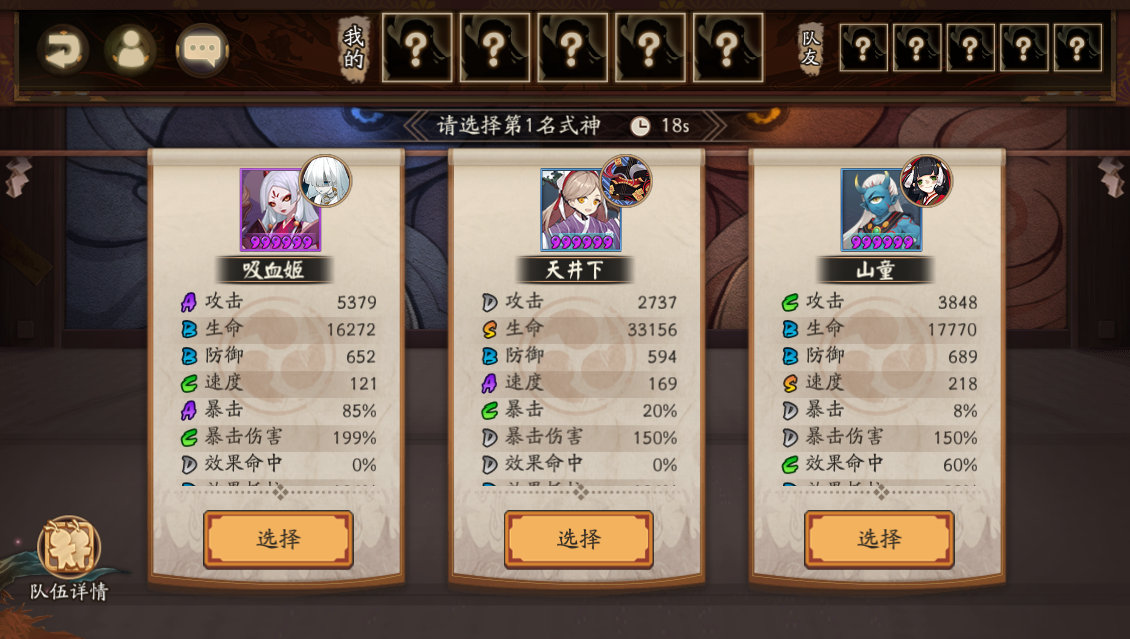 我的
? ? ? ? ?
队友
? ? ? ? ?
请选择第1名式神 18s
999999
吸血姬
A 攻击 5379
B 生命 16272
B 防御 652
C 速度 121
A 暴击 85%
C 暴击伤害 199%
D 效果命中 0%
选择
999999
天井下
D 攻击 2737
S 生命 33156
B 防御 594
A 速度 169
C 暴击 20%
D 暴击伤害 150%
D 效果命中 0%
选择
999999
山童
C 攻击 3848
B 生命 17770
B 防御 689
S 速度 218
D 暴击 8%
D 暴击伤害 150%
C 效果命中 60%
选择
队伍详情